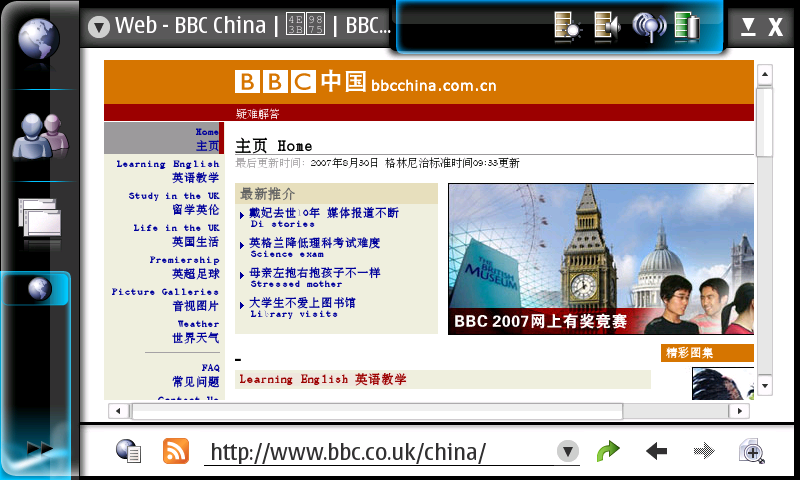 Web - BBC China | 4E3B 9875 | BBC...
BBC 中国 bbcchina.com.cn
疑难解答
Home
主页
Learning English
英语教学
Study in the UK
留学英伦
Life in the UK
英国生活
Premiership
英超足球
Picture Galleries
音视图片
Weather
世界天气
FAQ
常见问题
Contact Us
主页 Home
最后更新时间: 2007年8月30日 格林尼治标准时间09:33更新
最新推介
戴妃去世10年 媒体报道不断
Di stories
英格兰降低理科考试难度
Science exam
母亲左抱右抱孩子不一样
Stressed mother
大学生不爱上图书馆
Library visits
THE BRITISH MUSEUM
BBC 2007网上有奖竞赛
精彩图集
Learning English 英语教学
http://www.bbc.co.uk/china/